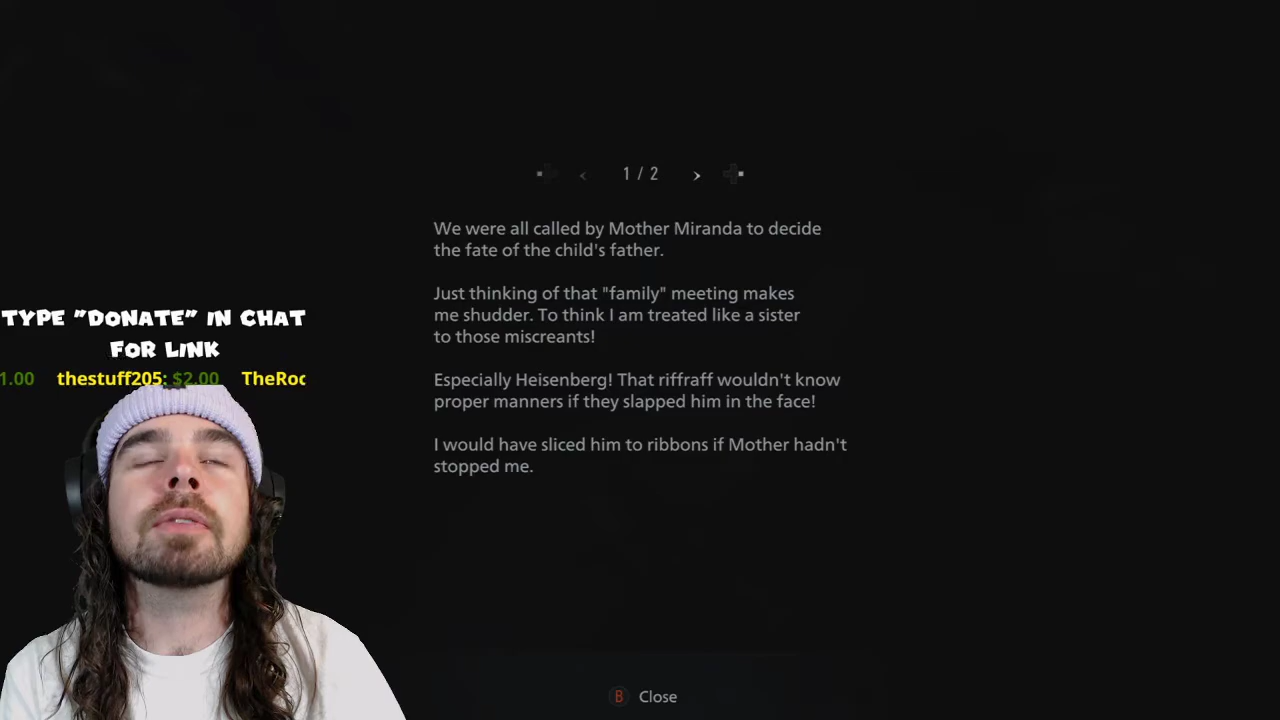 1 / 2
We were all called by Mother Miranda to decide
the fate of the child's father.
Just thinking of that "family" meeting makes
me shudder. To think I am treated like a sister
to those miscreants!
Especially Heisenberg! That riffraff wouldn't know
proper manners if they slapped him in the face!
I would have sliced him to ribbons if Mother hadn't
stopped me.
TYPE "DONATE" IN CHAT
FOR LINK
1.00 thestuff205: $2.00 TheRoc
B Close